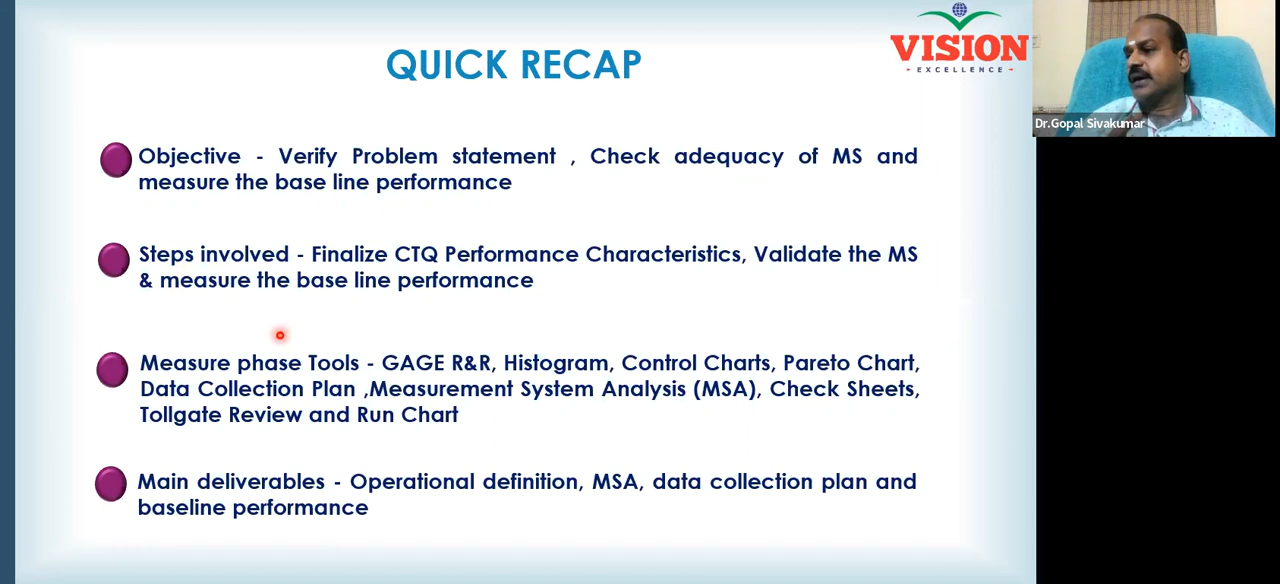 QUICK RECAP
VISION
- EXCELLENCE -
Dr.Gopal Sivakumar
Objective - Verify Problem statement , Check adequacy of MS and
measure the base line performance
Steps involved - Finalize CTQ Performance Characteristics, Validate the MS
& measure the base line performance
Measure phase Tools - GAGE R&R, Histogram, Control Charts, Pareto Chart,
Data Collection Plan ,Measurement System Analysis (MSA), Check Sheets,
Tollgate Review and Run Chart
Main deliverables - Operational definition, MSA, data collection plan and
baseline performance